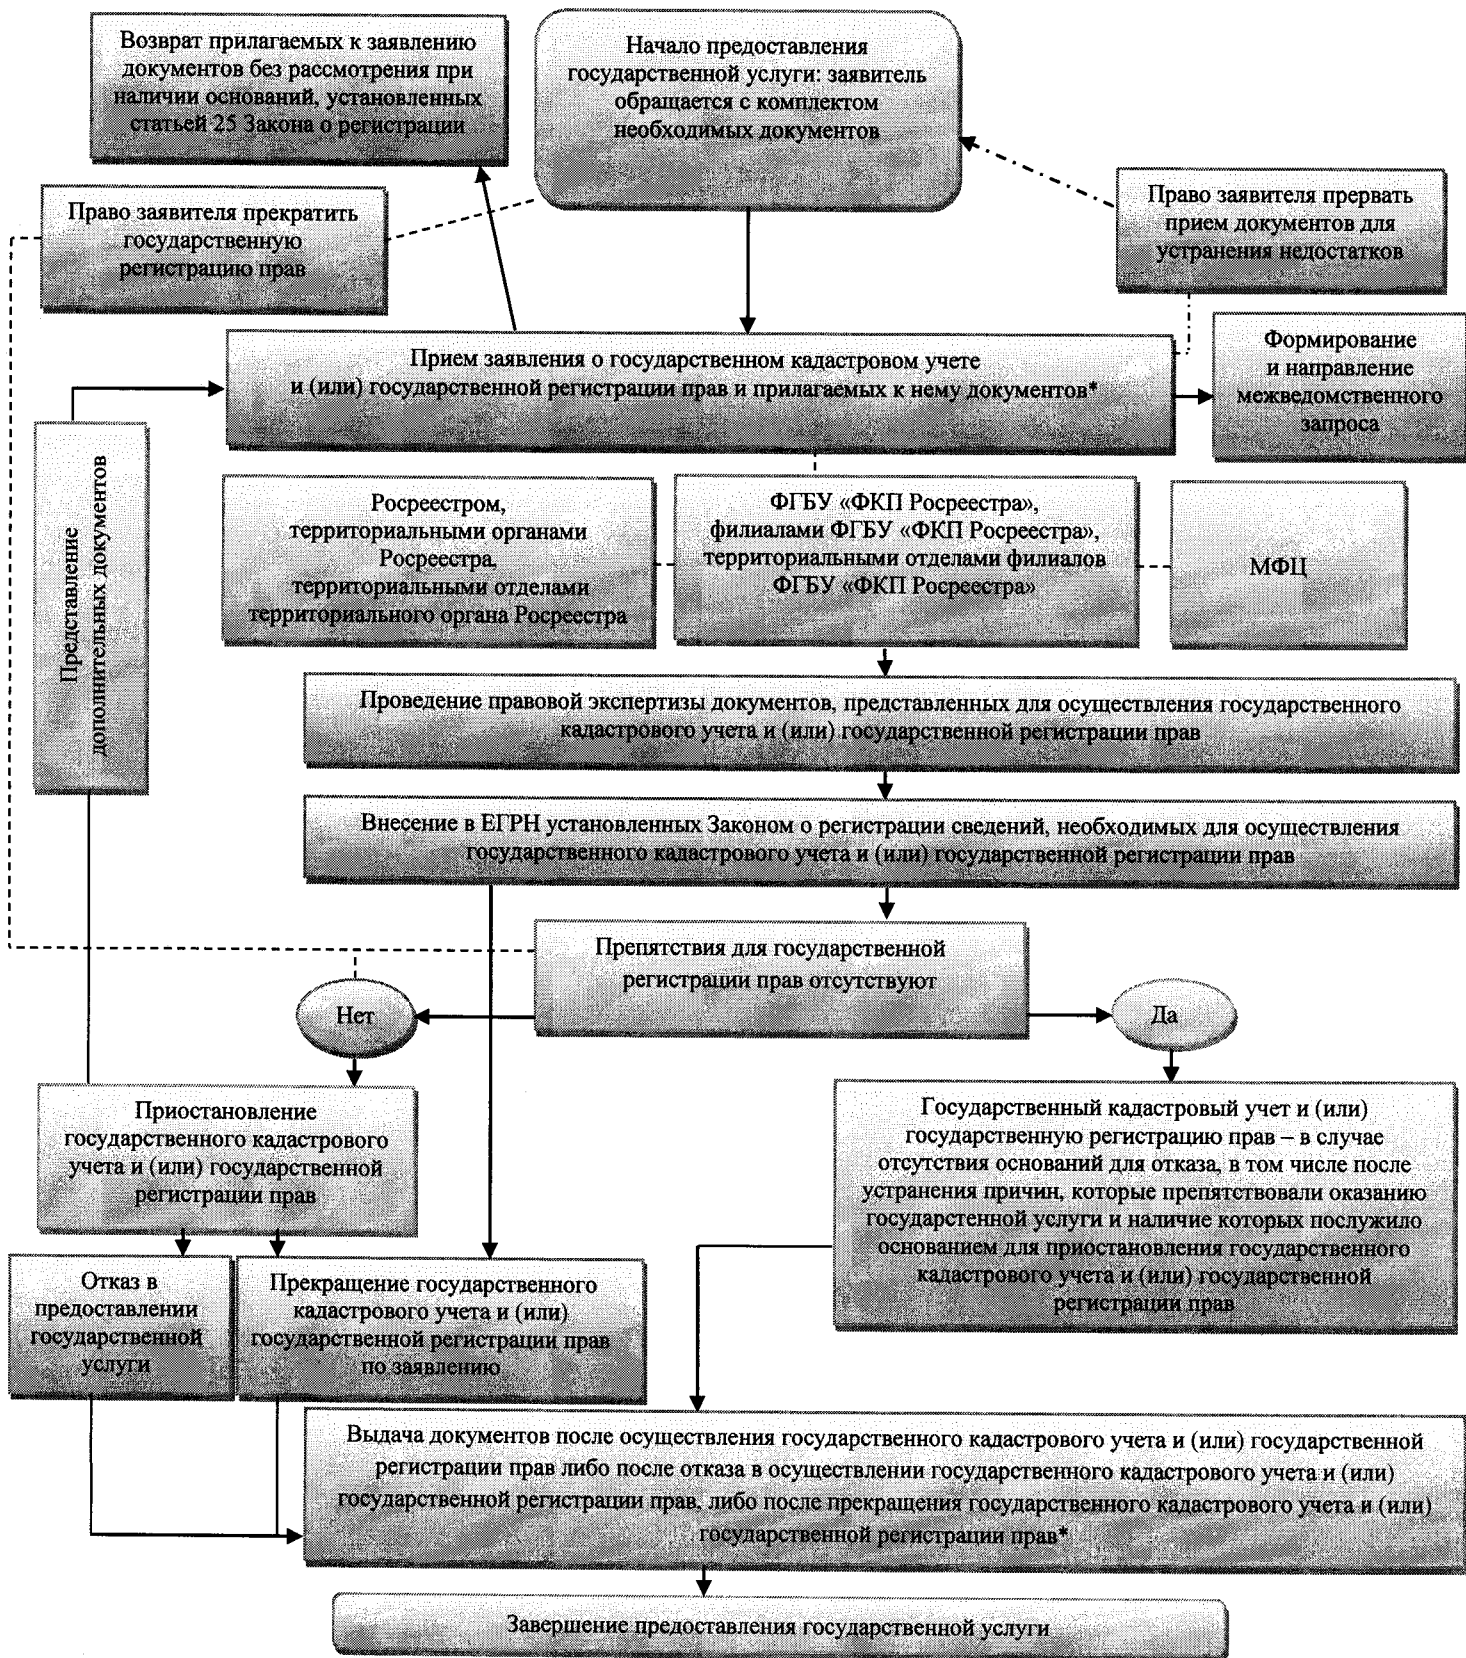 Возврат прилагаемых к заявлению
документов без рассмотрения при
наличии оснований, установленных
статьей 25 Закона о регистрации
Начало предоставления
государственной услуги: заявитель
обращается с комплектом
необходимых документов
Право заявителя прекратить
государственную
регистрацию прав
Право заявителя прервать
прием документов для
устранения недостатков
Прием заявления о государственном кадастровом учете
и (или) государственной регистрации прав и прилагаемых к нему документов*
Формирование
и направление
межведомственного
запроса
Представление
дополнительных документов
Росреестром,
территориальными органами
Росреестра,
территориальными отделами
территориального органа Росреестра
ФГБУ «ФКП Росреестра»,
филиалами ФГБУ «ФКП Росреестра»,
территориальными отделами филиалов
ФГБУ «ФКП Росреестра»
МФЦ
Проведение правовой экспертизы документов, представленных для осуществления государственного
кадастрового учета и (или) государственной регистрации прав
Внесение в ЕГРН установленных Законом о регистрации сведений, необходимых для осуществления
государственного кадастрового учета и (или) государственной регистрации прав
Препятствия для государственной
регистрации прав отсутствуют
Нет
Да
Приостановление
государственного кадастрового
учета и (или) государственной
регистрации прав
Государственный кадастровый учет и (или)
государственную регистрацию прав – в случае
отсутствия оснований для отказа, в том числе после
устранения причин, которые препятствовали оказанию
государстенной услуги и наличие которых послужило
основанием для приостановления государственного
кадастрового учета и (или) государственной
регистрации прав
Отказ в
предоставлении
государственной
услуги
Прекращение государственного
кадастрового учета и (или)
государственной регистрации прав
по заявлению
Выдача документов после осуществления государственного кадастрового учета и (или) государственной
регистрации прав либо после отказа в осуществлении государственного кадастрового учета и (или)
государственной регистрации прав, либо после прекращения государственного кадастрового учета и (или)
государственной регистрации прав*
Завершение предоставления государственной услуги